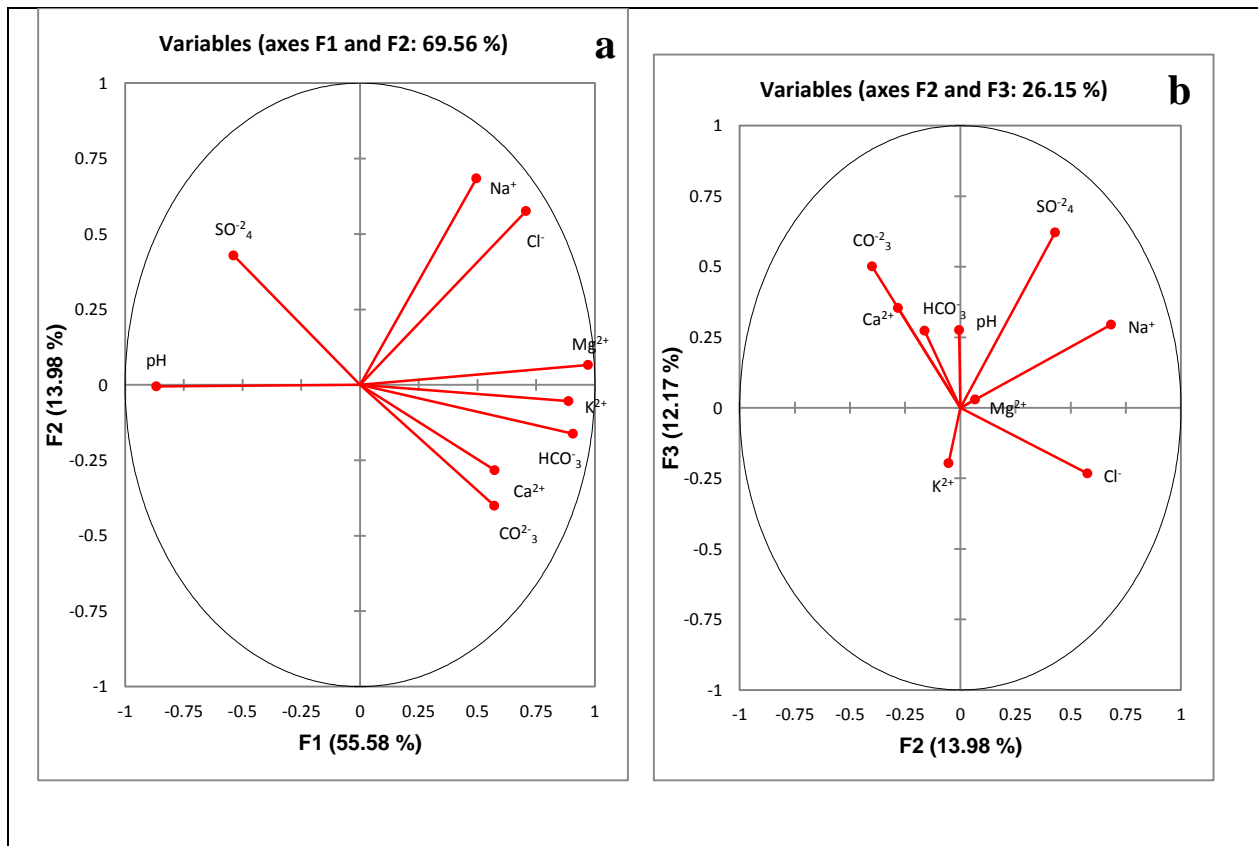 a
Variables (axes F1 and F2: 69.56 %)
1
0.75
Na⁺
0.5
Cl⁻
SO⁻²₄
0.25
Mg²⁺
pH
0
K²⁺
-0.25
HCO⁻₃
Ca²⁺
CO²⁻₃
-0.5
-0.75
-1
-1 -0.75 -0.5 -0.25 0 0.25 0.5 0.75 1
F2 (13.98 %)
F1 (55.58 %)
b
Variables (axes F2 and F3: 26.15 %)
1
0.75
SO⁻²₄
CO⁻²₃
0.5
Ca²⁺
HCO⁻₃
pH
Na⁺
0.25
Mg²⁺
0
K²⁺
Cl⁻
-0.25
-0.5
-0.75
-1
-1 -0.75 -0.5 -0.25 0 0.25 0.5 0.75 1
F3 (12.17 %)
F2 (13.98 %)